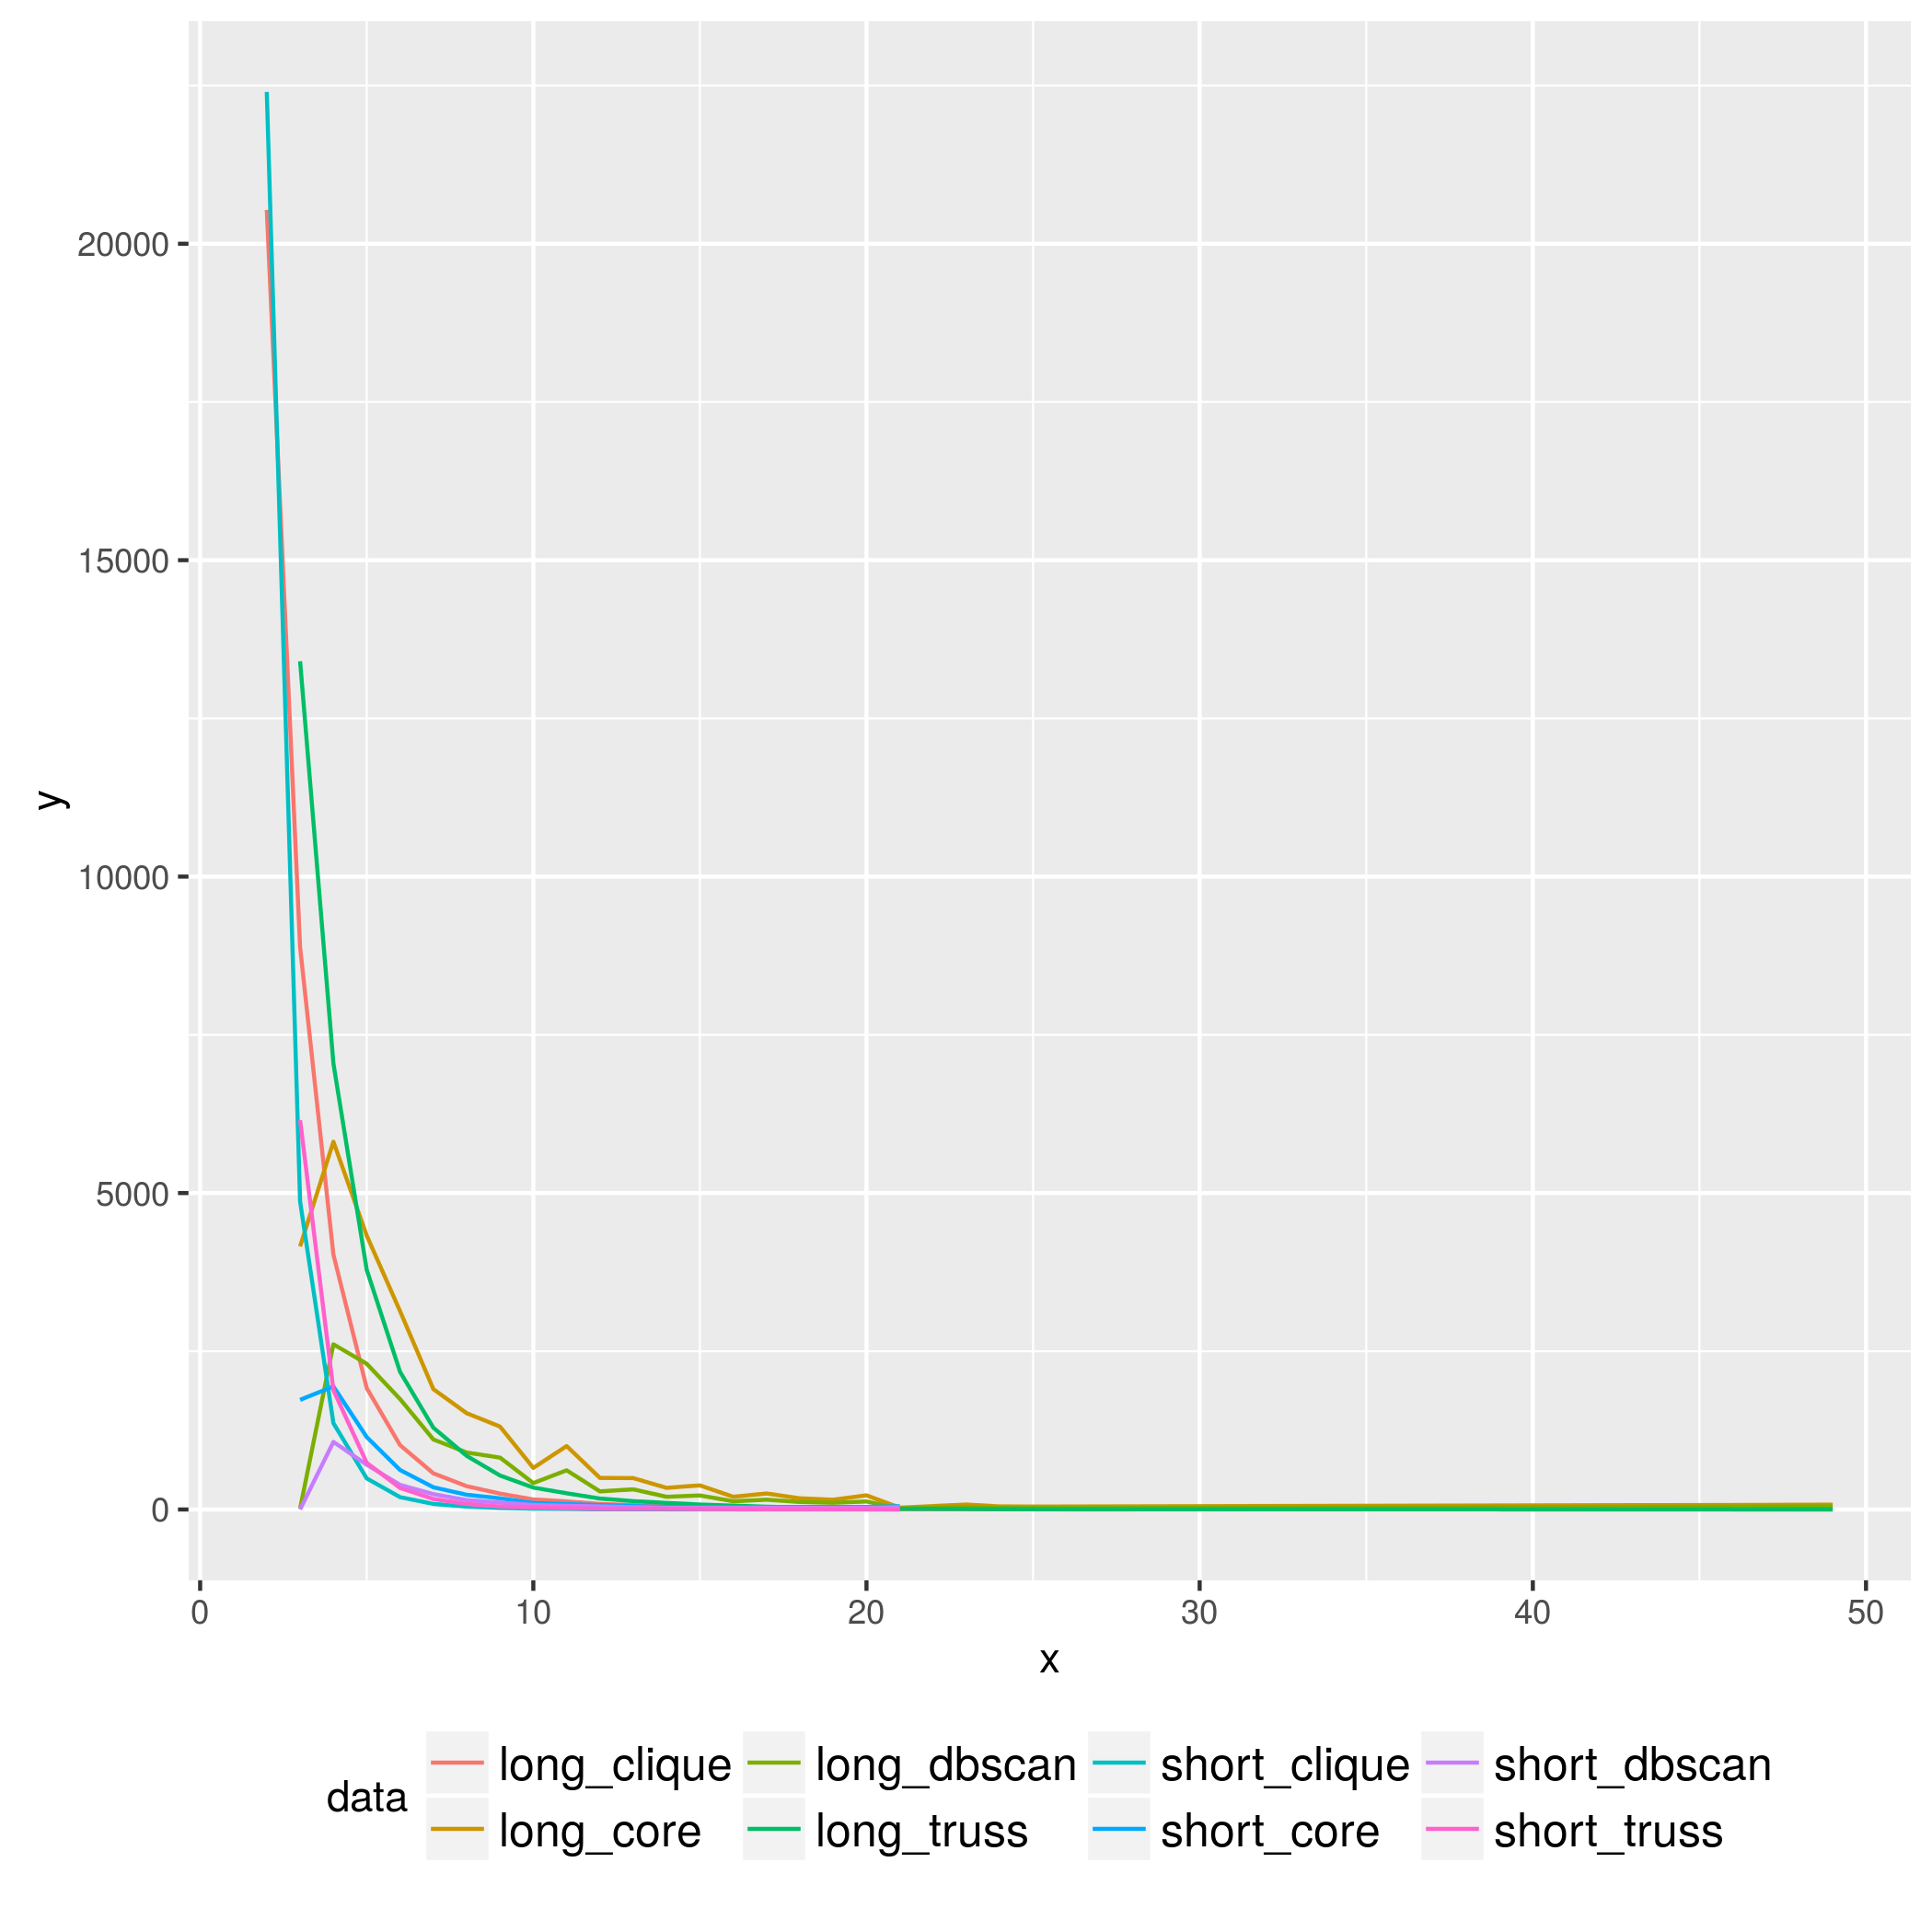 20000
15000
10000
5000
0
y
0 10 20 30 40 50
x
data
long_clique long_dbscan short_clique short_dbscan
long_core long_truss short_core short_truss